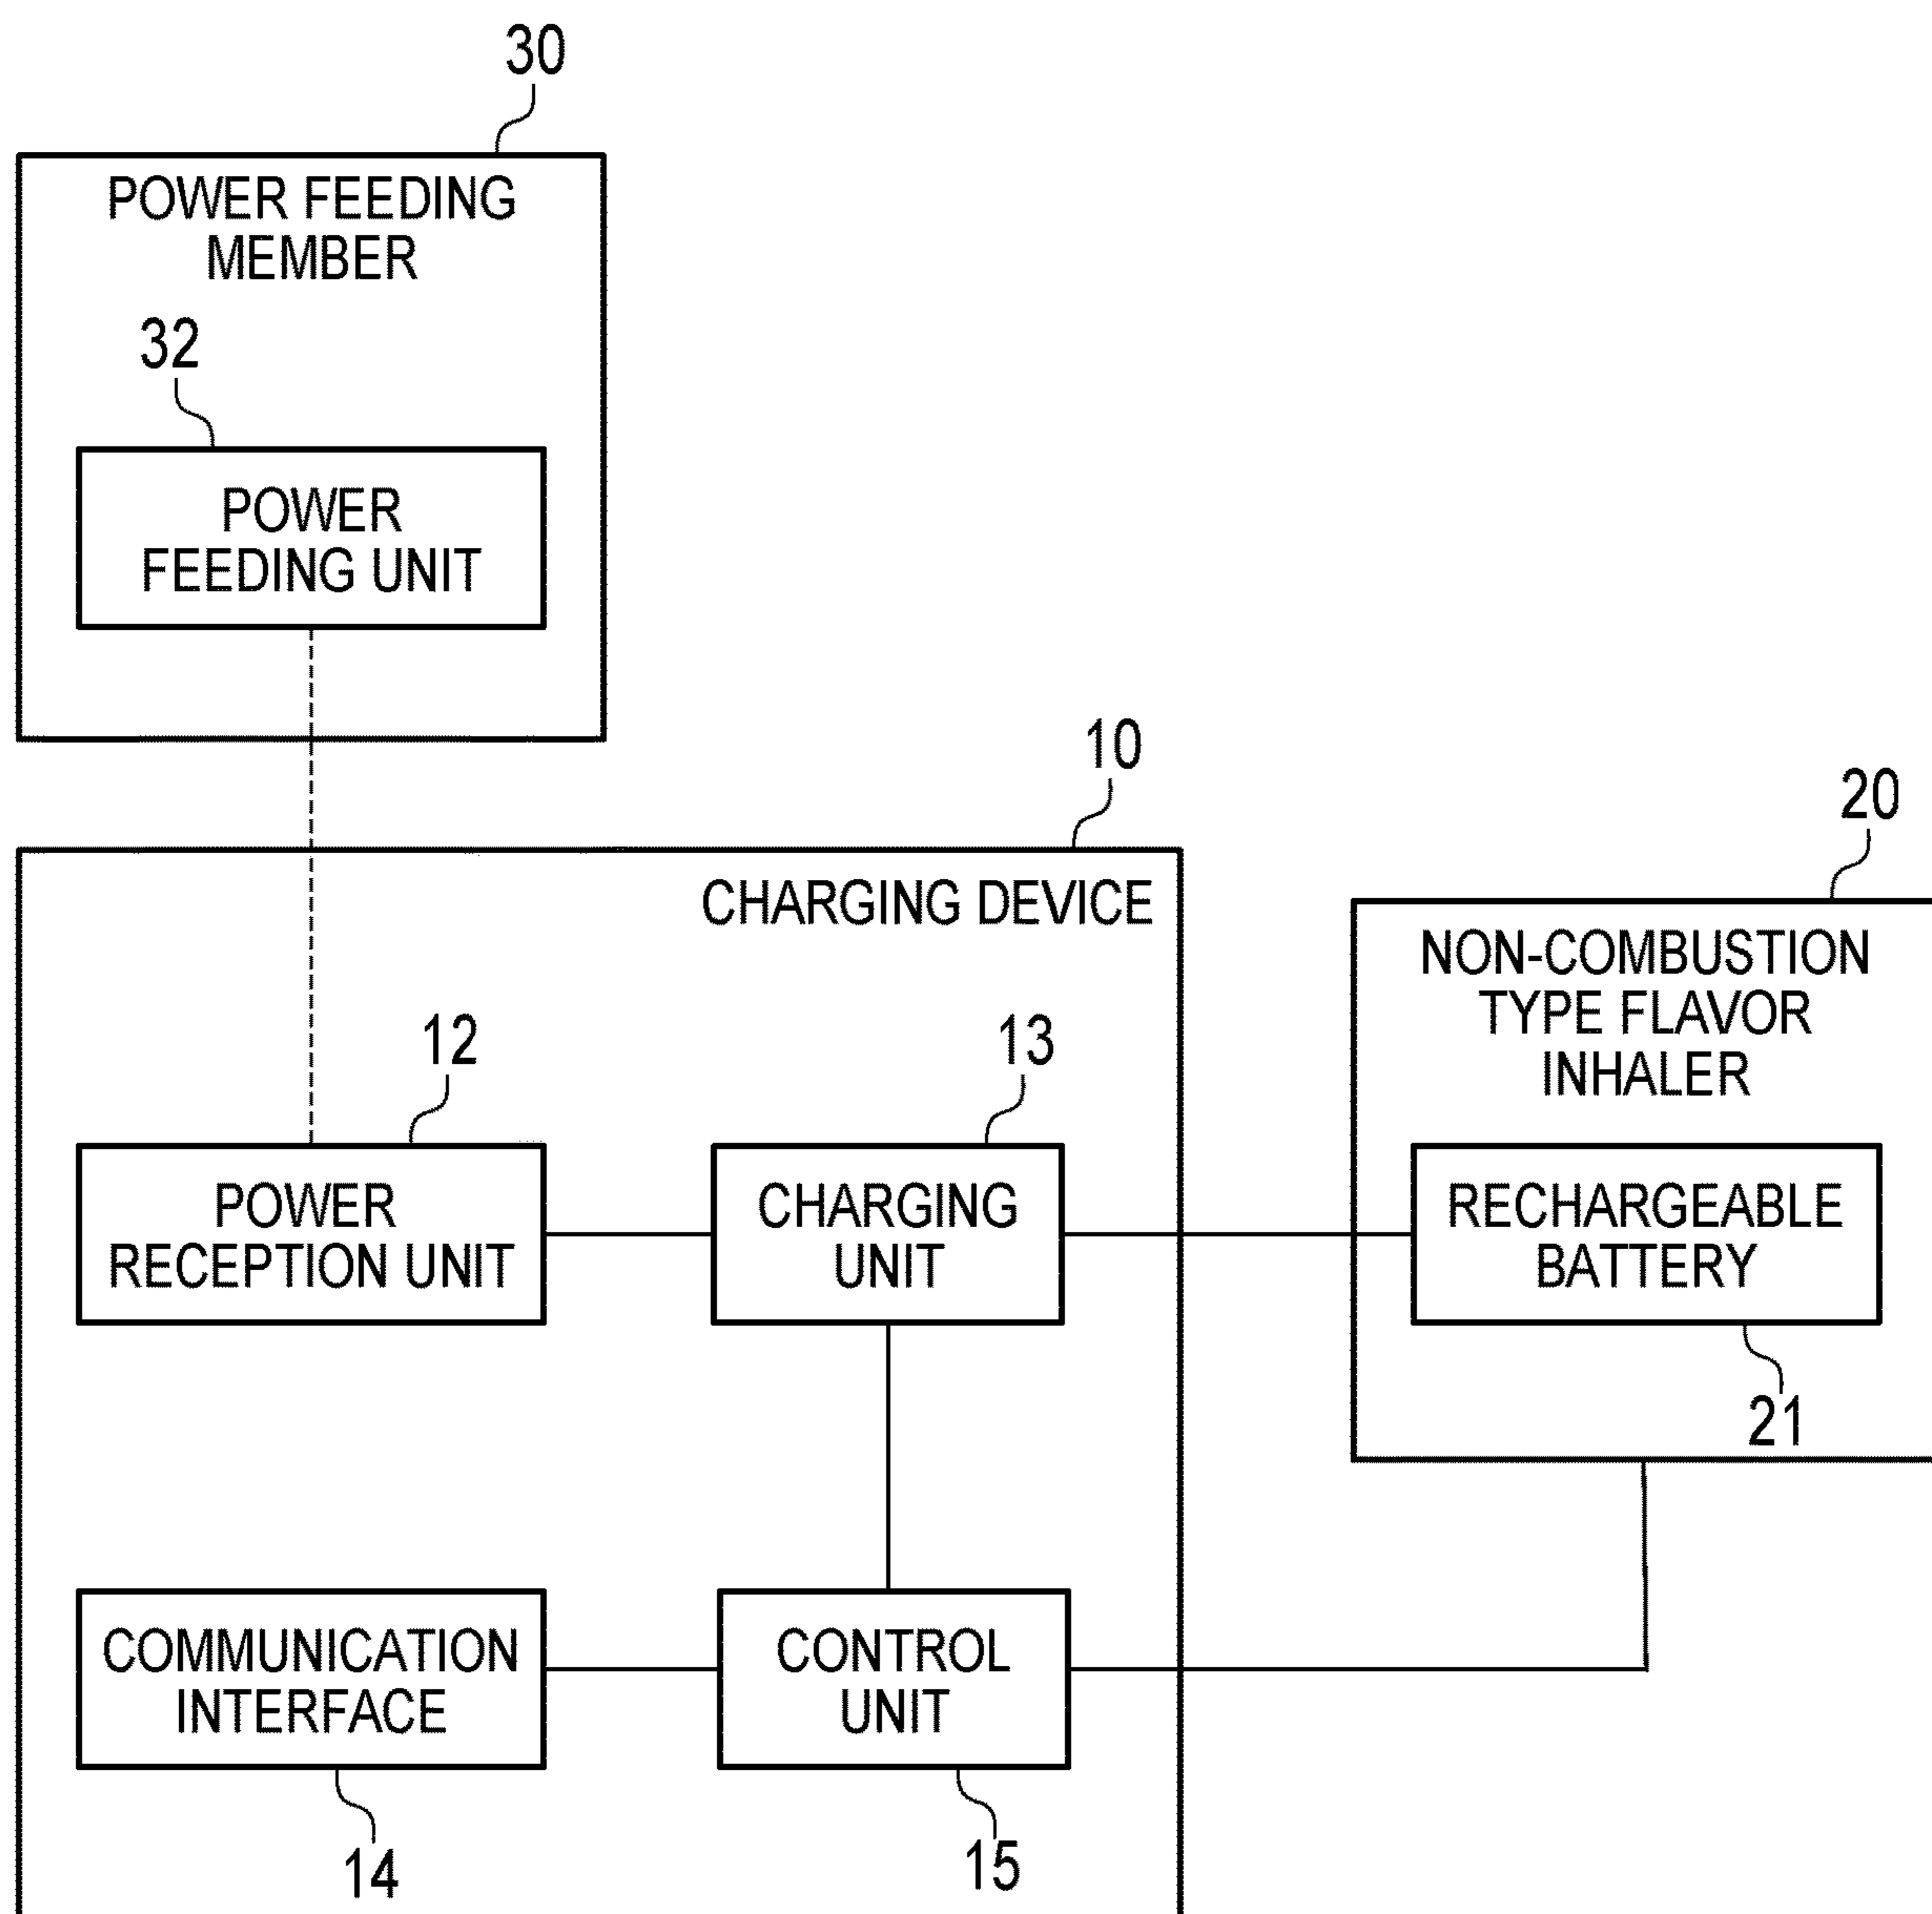 30
POWER FEEDING
MEMBER
32
POWER
FEEDING UNIT
10
20
CHARGING DEVICE
NON-COMBUSTION
TYPE FLAVOR
INHALER
12
13
POWER
RECEPTION UNIT
CHARGING
UNIT
RECHARGEABLE
BATTERY
21
COMMUNICATION
INTERFACE
CONTROL
UNIT
14
15